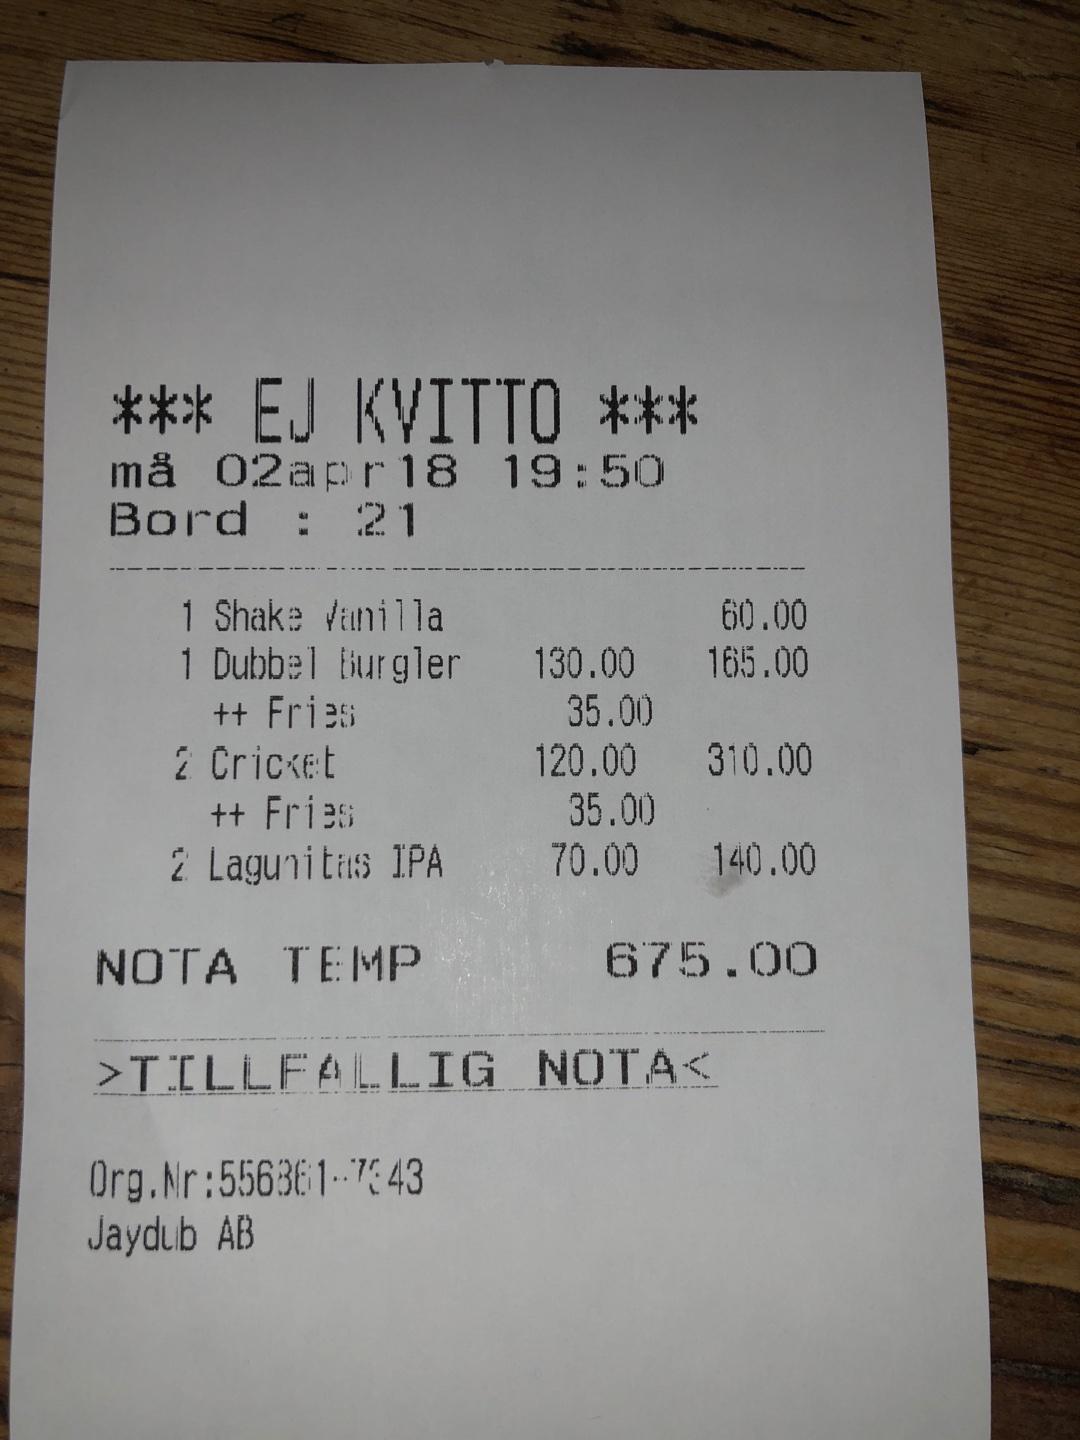 *** EJ KVITTO ***
må 02apr18 19:50
Bord : 21
1 Shake Vanilla 60.00
1 Dubbel Burgler 130.00 165.00
++ Fries 35.00
2 Cricket 120.00 310.00
++ Fries 35.00
2 Lagunitas IPA 70.00 140.00
NOTA TEMP 675.00
>TILLFALLIG NOTA<
Org.Nr:
Jaydub AB